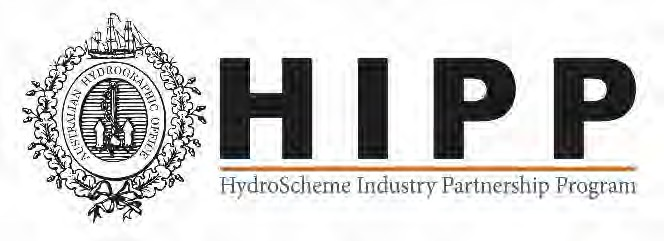 AUSTRALIAN HYDROGRAPHIC OFFICE
HIPP
HydroScheme Industry Partnership Program